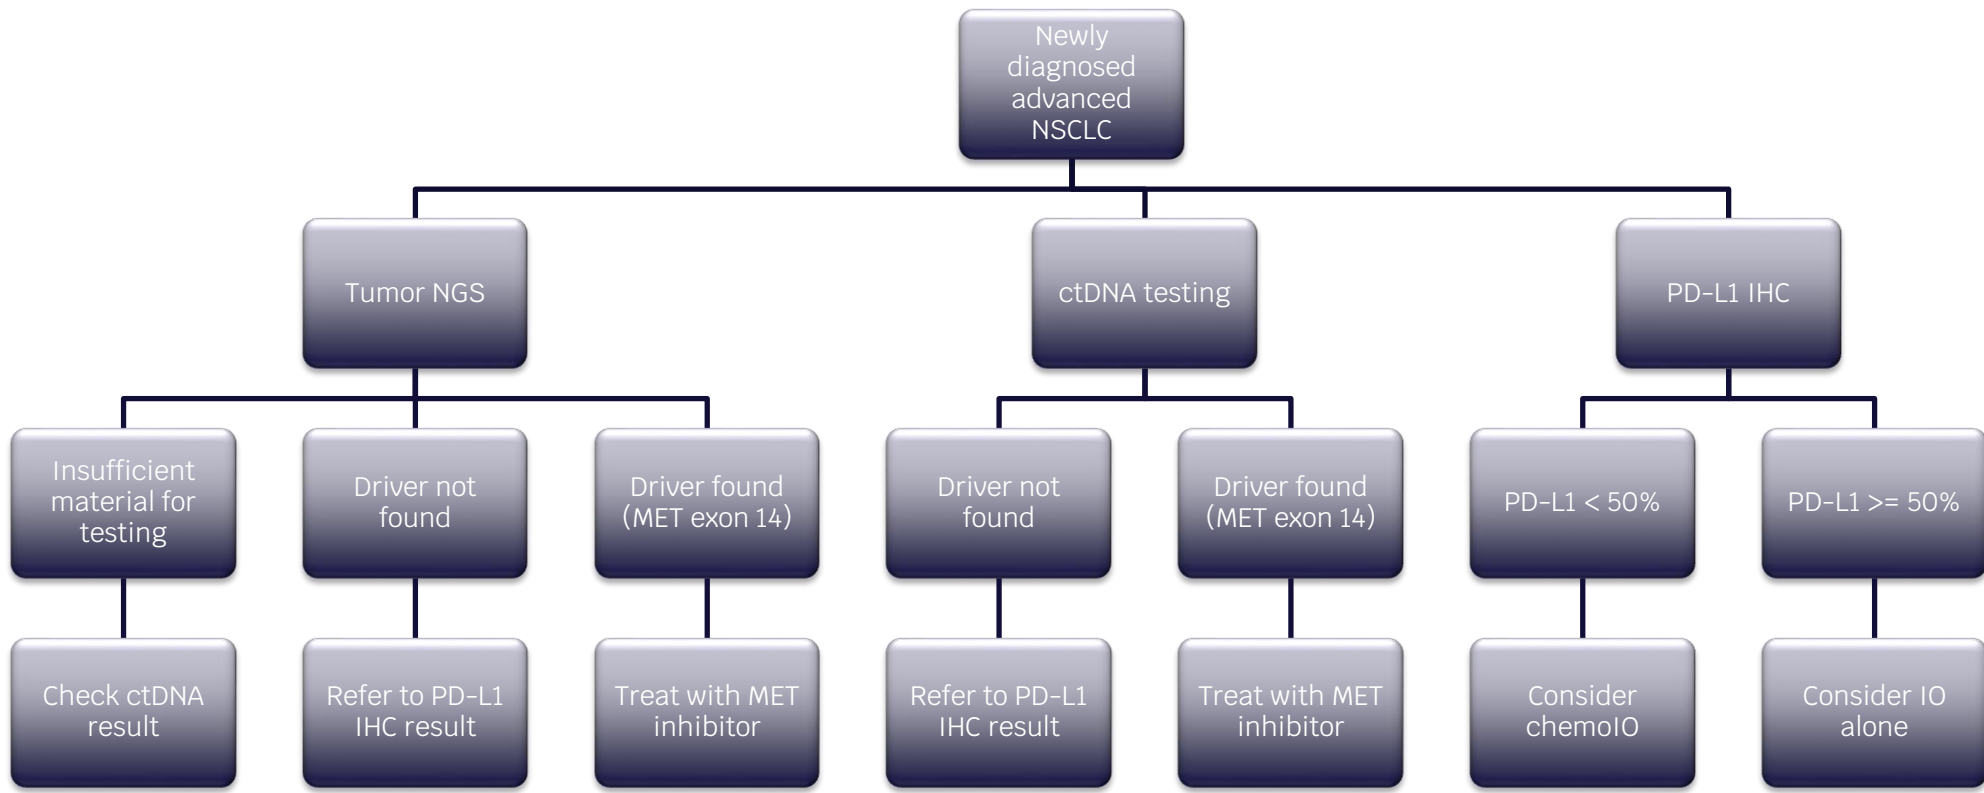 Newly
diagnosed
advanced
NSCLC
Tumor NGS
ctDNA testing
PD-L1 IHC
Insufficient
material for
testing
Driver not
found
Driver found
(MET exon 14)
Driver not
found
Driver found
(MET exon 14)
PD-L1 < 50%
PD-L1 >= 50%
Check ctDNA
result
Refer to PD-L1
IHC result
Treat with MET
inhibitor
Refer to PD-L1
IHC result
Treat with MET
inhibitor
Consider
chemoIO
Consider IO
alone